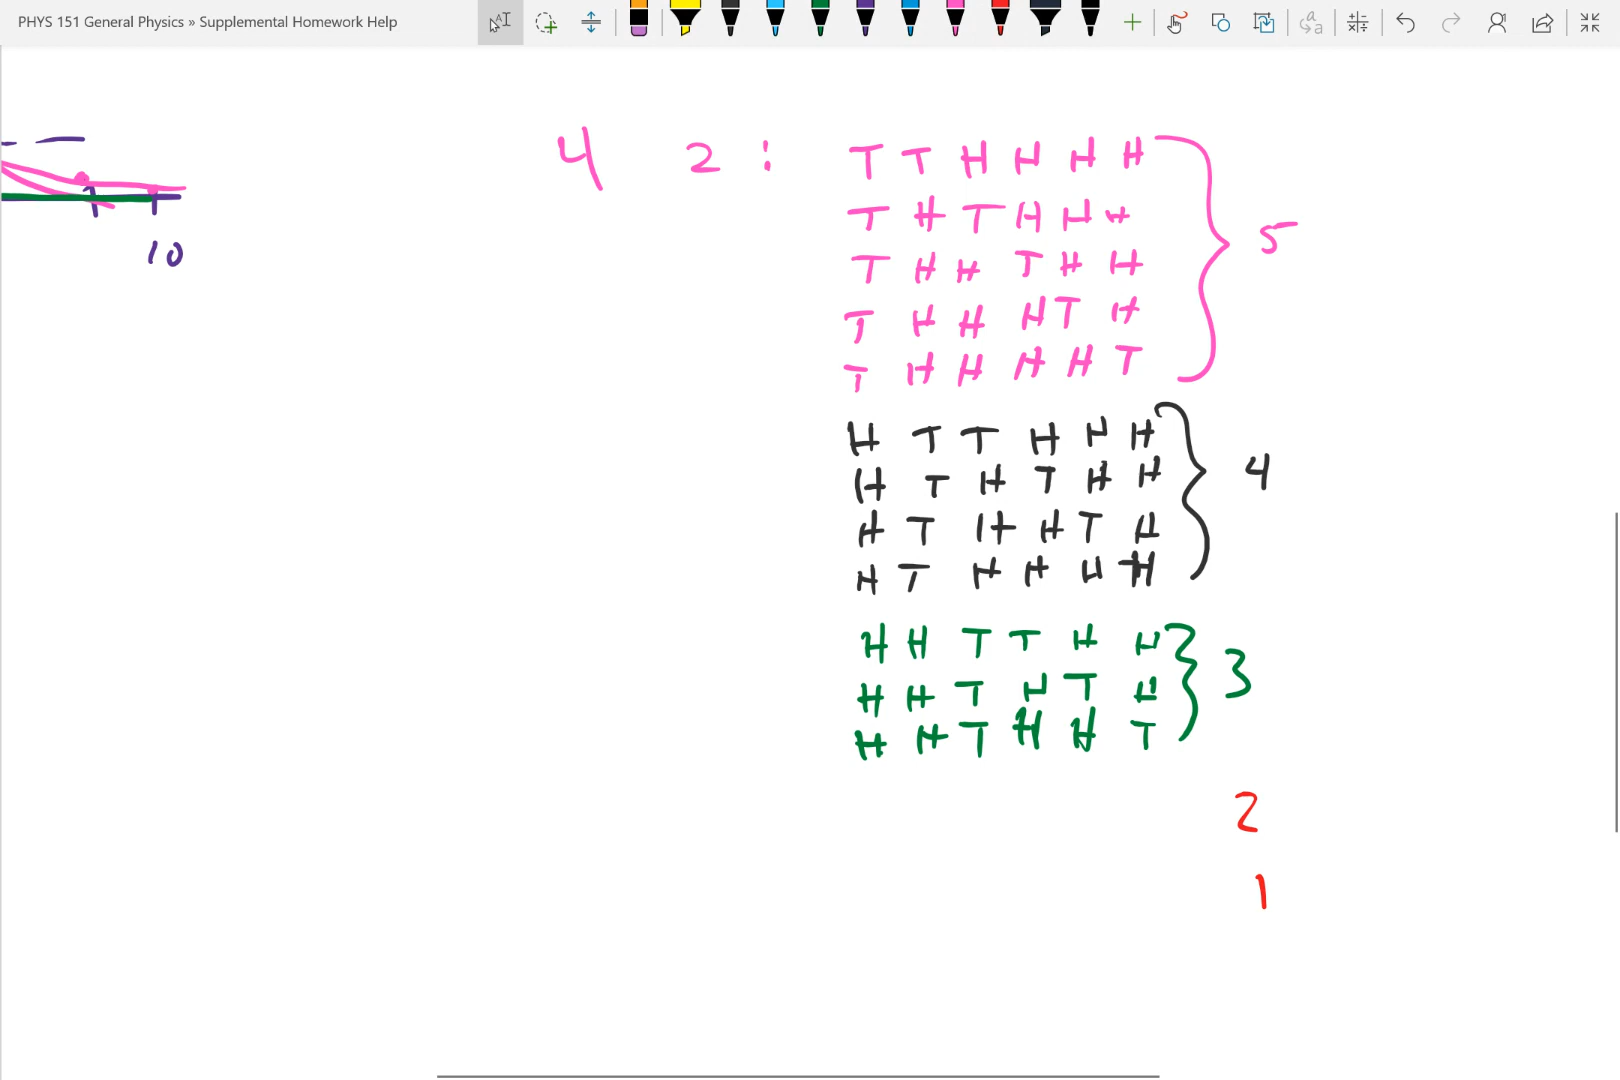 PHYS 151 General Physics » Supplemental Homework Help
10
4 2 : T T H H H H
T H T H H H
T H H T H H 5
T H H H T H
T H H H H T
H T T H H H
H T H T H H 4
H T H H T H
H T H H H H
H H T T H H
H H T H T H 3
H H T H H T
2
1